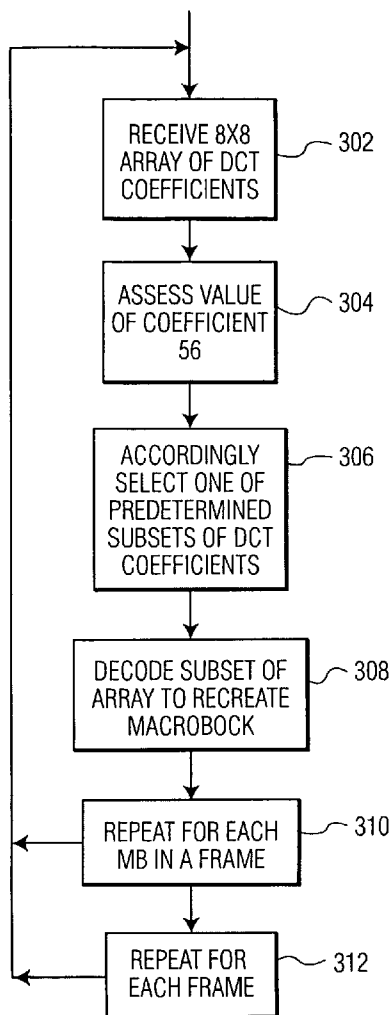 RECEIVE 8X8
ARRAY OF DCT
COEFFICIENTS
302
ASSESS VALUE
OF COEFFICIENT
56
304
ACCORDINGLY
SELECT ONE OF
PREDETERMINED
SUBSETS OF DCT
COEFFICIENTS
306
DECODE SUBSET OF
ARRAY TO RECREATE
MACROBOCK
308
REPEAT FOR EACH
MB IN A FRAME
310
REPEAT FOR
EACH FRAME
312